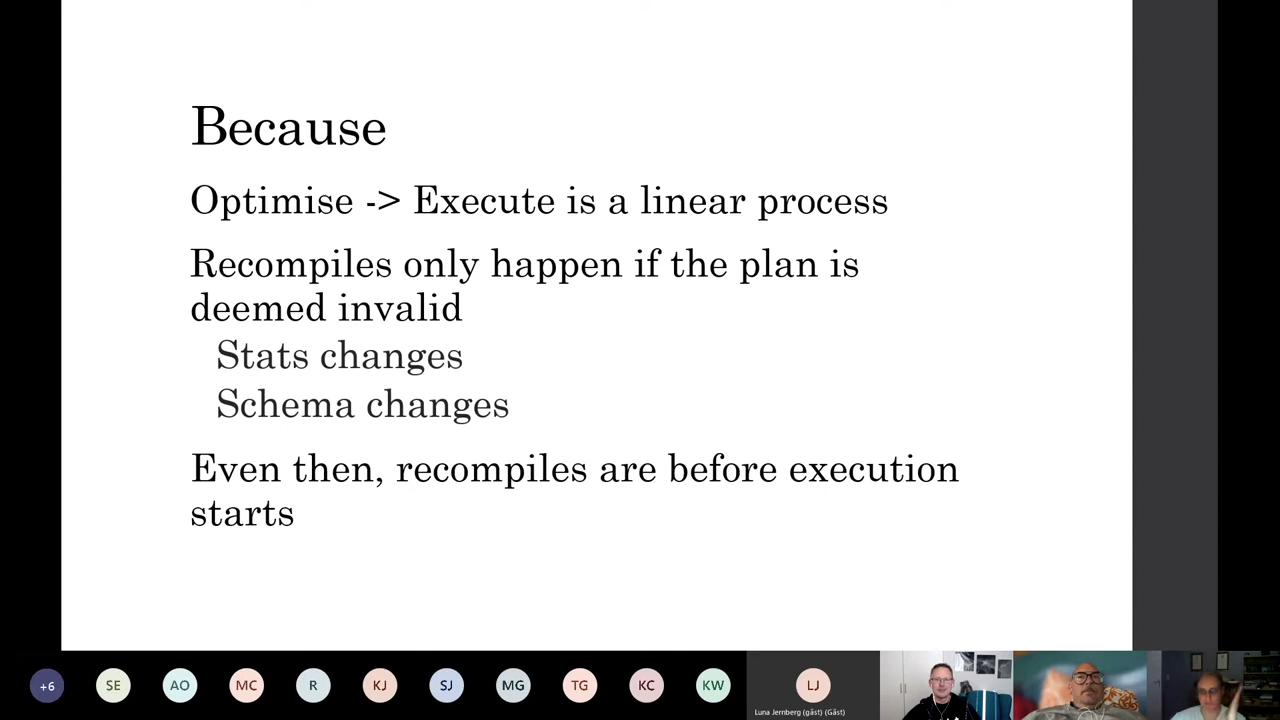 Because
Optimise -> Execute is a linear process
Recompiles only happen if the plan is
deemed invalid
Stats changes
Schema changes
Even then, recompiles are before execution
starts
+6
SE
AO
MC
R
KJ
SJ
MG
TG
KC
KW
LJ
Luna Jernberg (gäst) (Gäst)